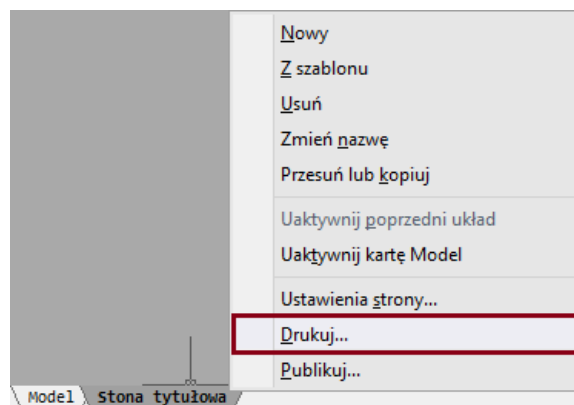 Nowy
Z szablonu
Usuń
Zmień nazwę
Przesuń lub kopiuj
Uaktywnij poprzedni układ
Uaktywnij kartę Model
Ustawienia strony...
Drukuj...
Publikuj...
Model Stona tytułowa